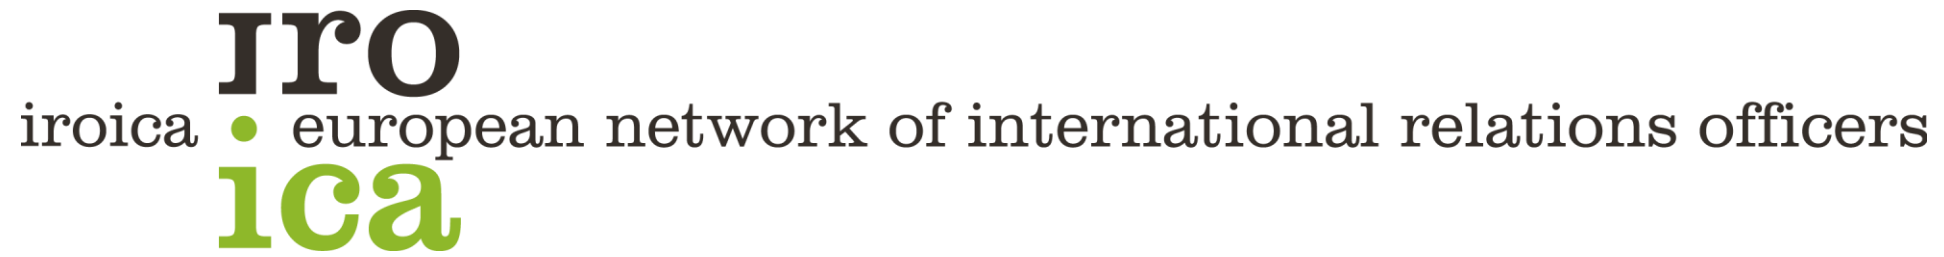 iro
iroica • european network of international relations officers
ica